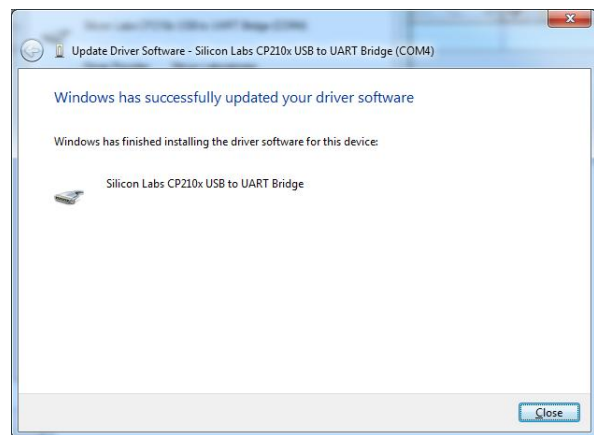 Update Driver Software - Silicon Labs CP210x USB to UART Bridge (COM4)
Windows has successfully updated your driver software
Windows has finished installing the driver software for this device:
Silicon Labs CP210x USB to UART Bridge
Close